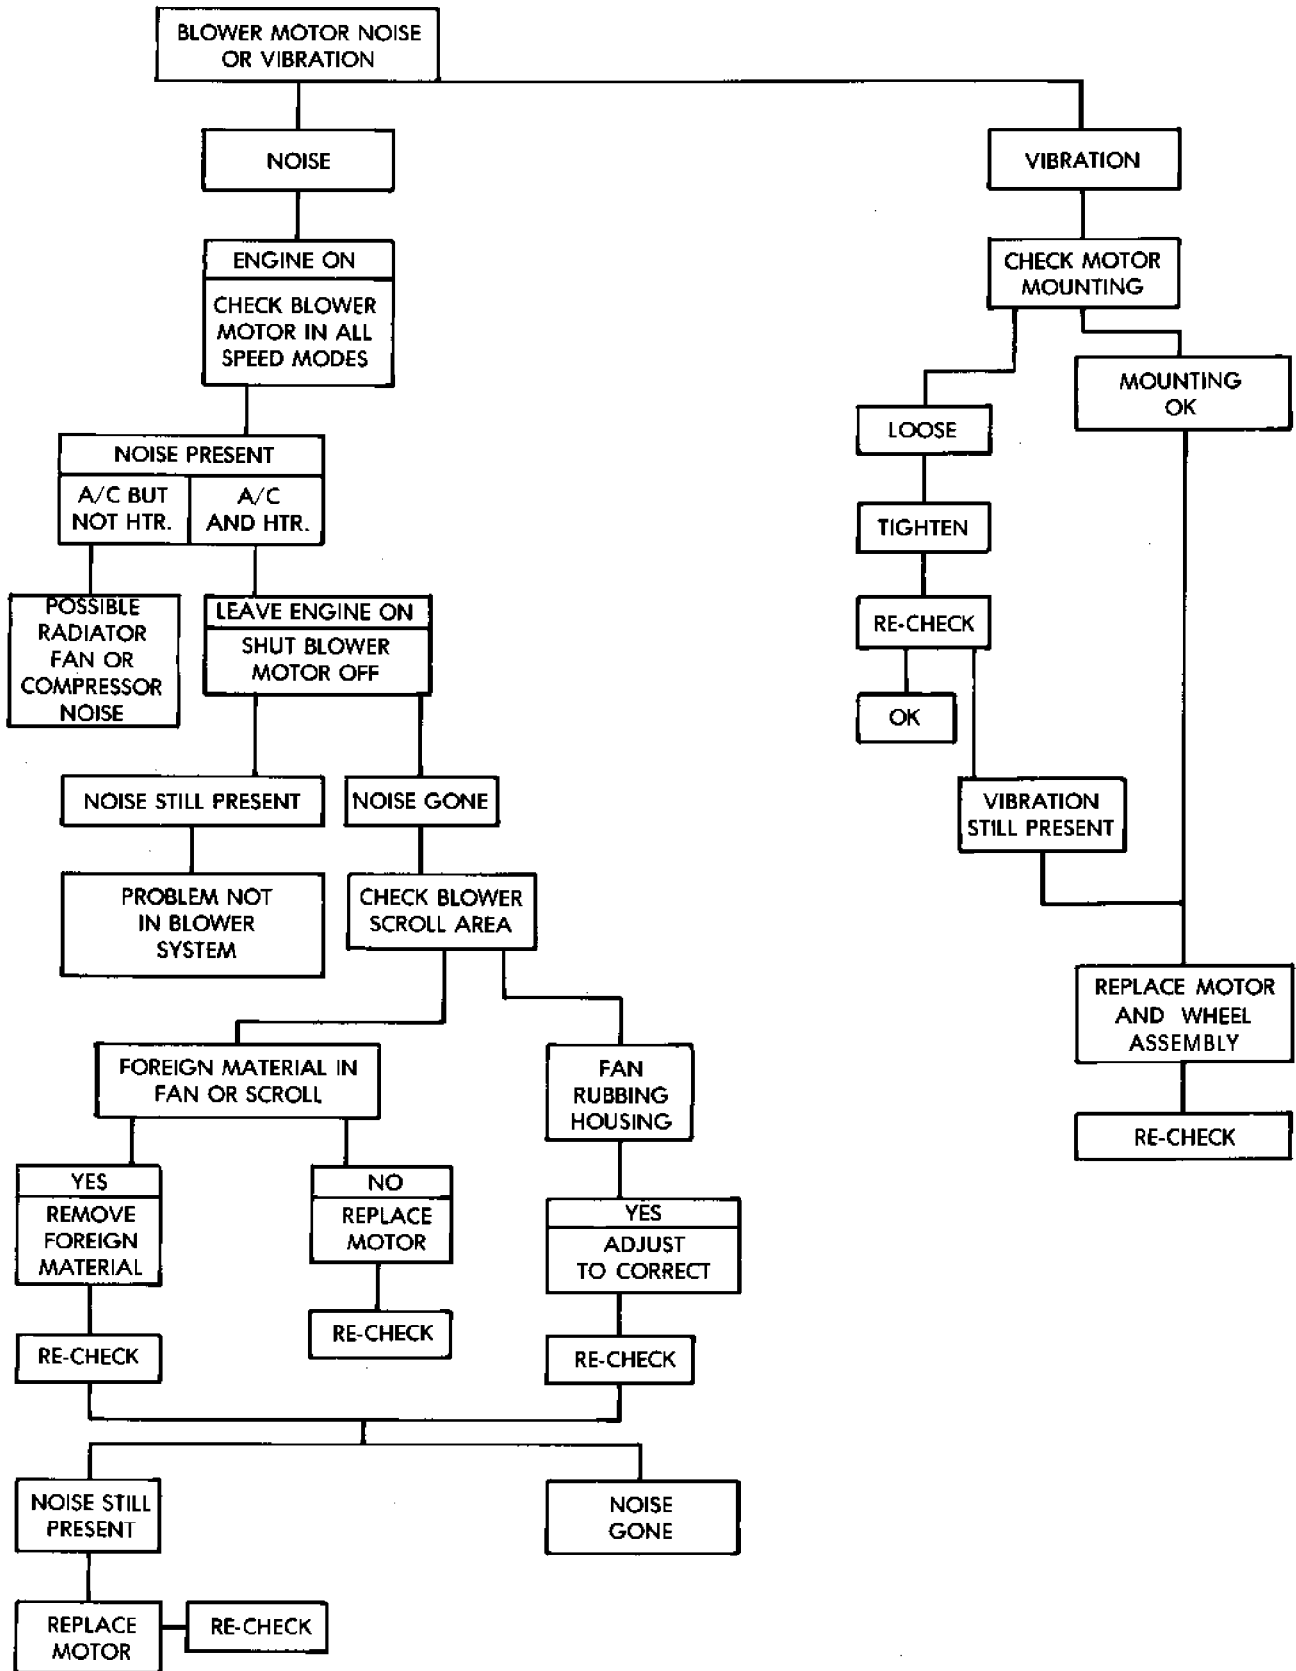 BLOWER MOTOR NOISE
OR VIBRATION
NOISE
VIBRATION
ENGINE ON
CHECK BLOWER
MOTOR IN ALL
SPEED MODES
CHECK MOTOR
MOUNTING
MOUNTING
OK
LOOSE
NOISE PRESENT
A/C BUT
NOT HTR.
A/C
AND HTR.
TIGHTEN
POSSIBLE
RADIATOR
FAN OR
COMPRESSOR
NOISE
LEAVE ENGINE ON
SHUT BLOWER
MOTOR OFF
RE-CHECK
OK
NOISE STILL PRESENT
NOISE GONE
VIBRATION
STILL PRESENT
PROBLEM NOT
IN BLOWER
SYSTEM
CHECK BLOWER
SCROLL AREA
REPLACE MOTOR
AND WHEEL
ASSEMBLY
FOREIGN MATERIAL IN
FAN OR SCROLL
FAN
RUBBING
HOUSING
RE-CHECK
YES
REMOVE
FOREIGN
MATERIAL
NO
REPLACE
MOTOR
YES
ADJUST
TO CORRECT
RE-CHECK
RE-CHECK
RE-CHECK
NOISE STILL
PRESENT
NOISE
GONE
REPLACE
MOTOR
RE-CHECK